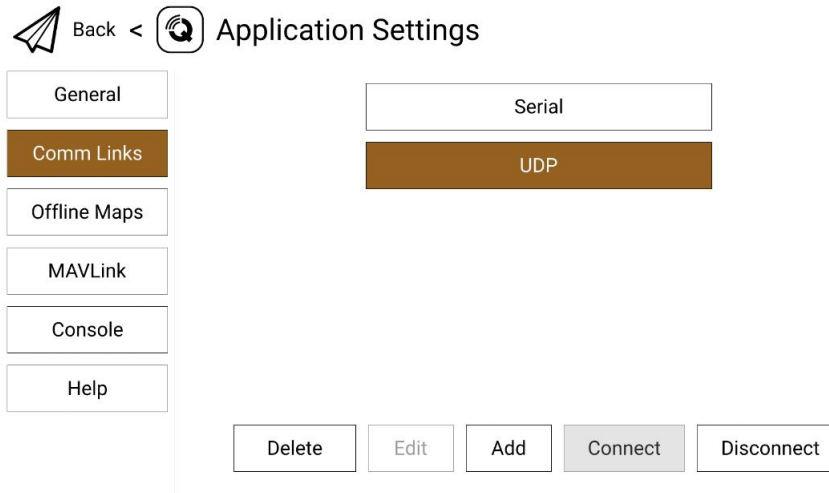 Back < Application Settings
General
Comm Links
Offline Maps
MAVLink
Console
Help
Serial
UDP
Delete Edit Add Connect Disconnect